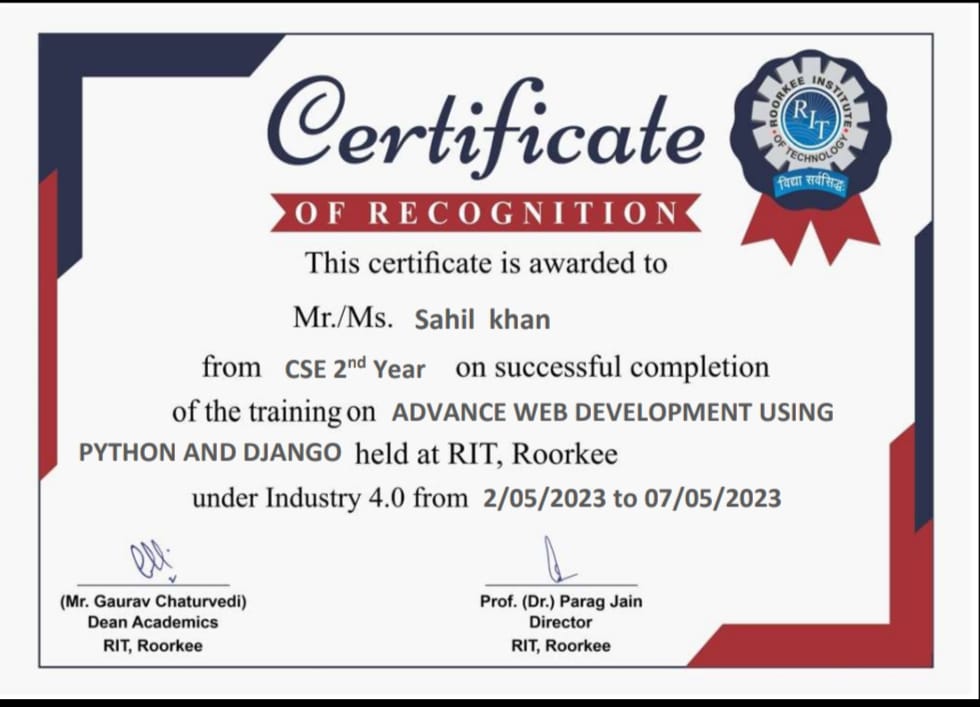 Certificate
OF RECOGNITION
ROORKEE INSTITUTE
OF TECHNOLOGY
RIT
विद्या सर्वसिद्धः
This certificate is awarded to
Mr./Ms. Sahil khan
from CSE 2nd Year on successful completion
of the training on ADVANCE WEB DEVELOPMENT USING
PYTHON AND DJANGO held at RIT, Roorkee
under Industry 4.0 from 2/05/2023 to 07/05/2023
(Mr. Gaurav Chaturvedi)
Dean Academics
RIT, Roorkee
Prof. (Dr.) Parag Jain
Director
RIT, Roorkee